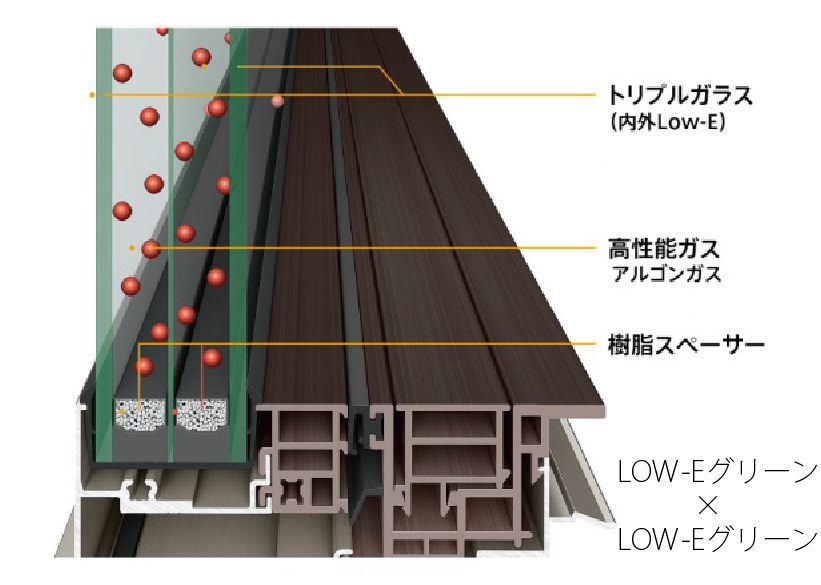 トリプルガラス
(内外Low-E)
高性能ガス
アルゴンガス
樹脂スペーサー
LOW-Eグリーン
×
LOW-Eグリーン